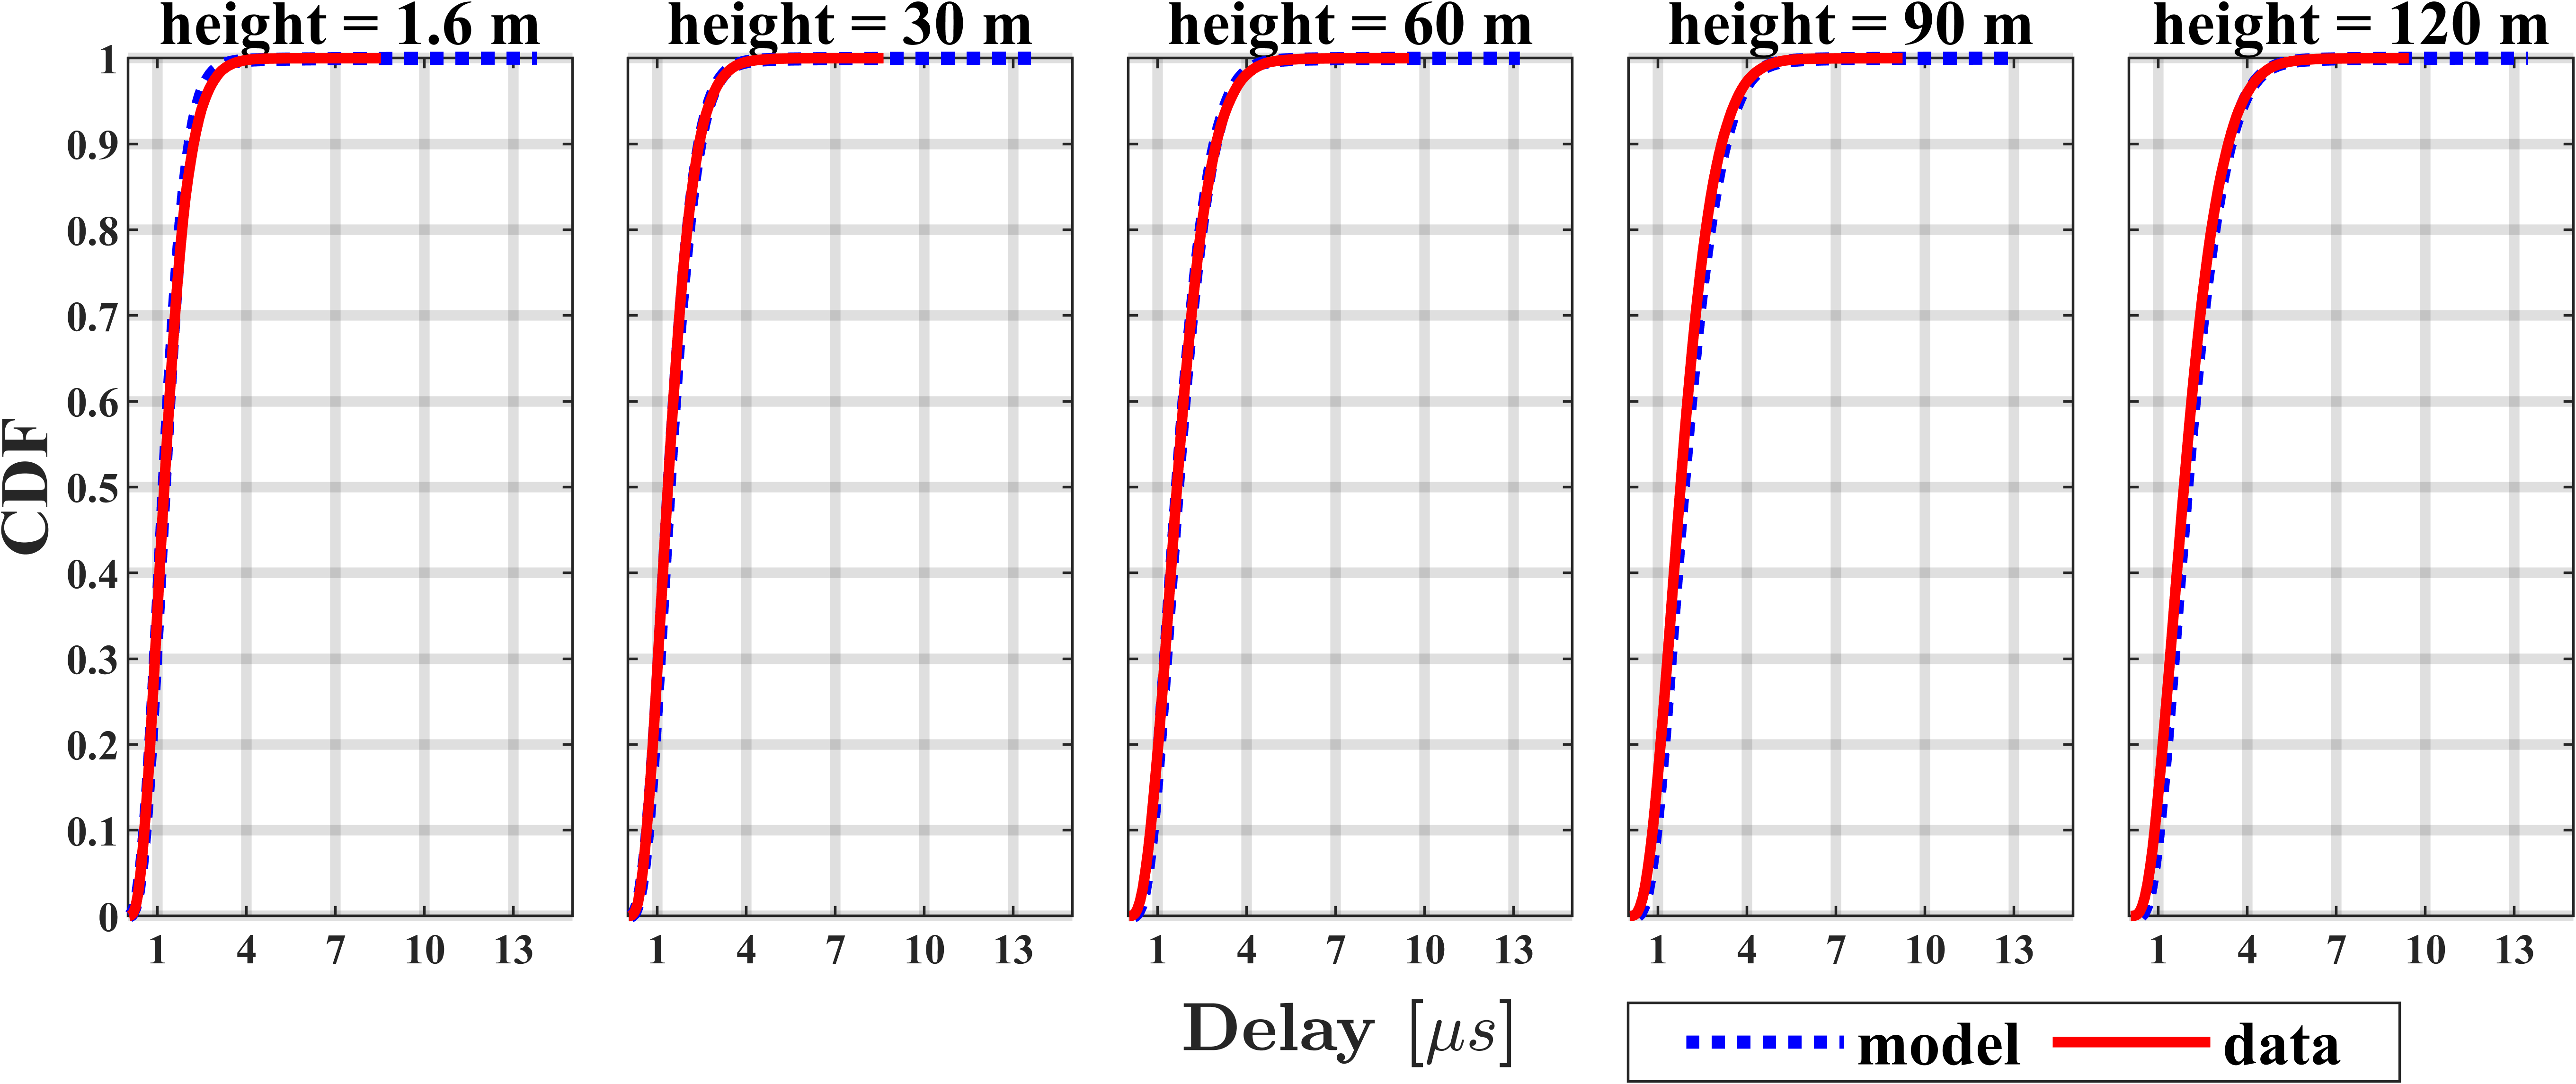 height = 1.6 m
height = 30 m
height = 60 m
height = 90 m
height = 120 m
CDF
1
0.9
0.8
0.7
0.6
0.5
0.4
0.3
0.2
0.1
0
1 4 7 10 13
1 4 7 10 13
1 4 7 10 13
1 4 7 10 13
1 4 7 10 13
Delay [μs]
model data